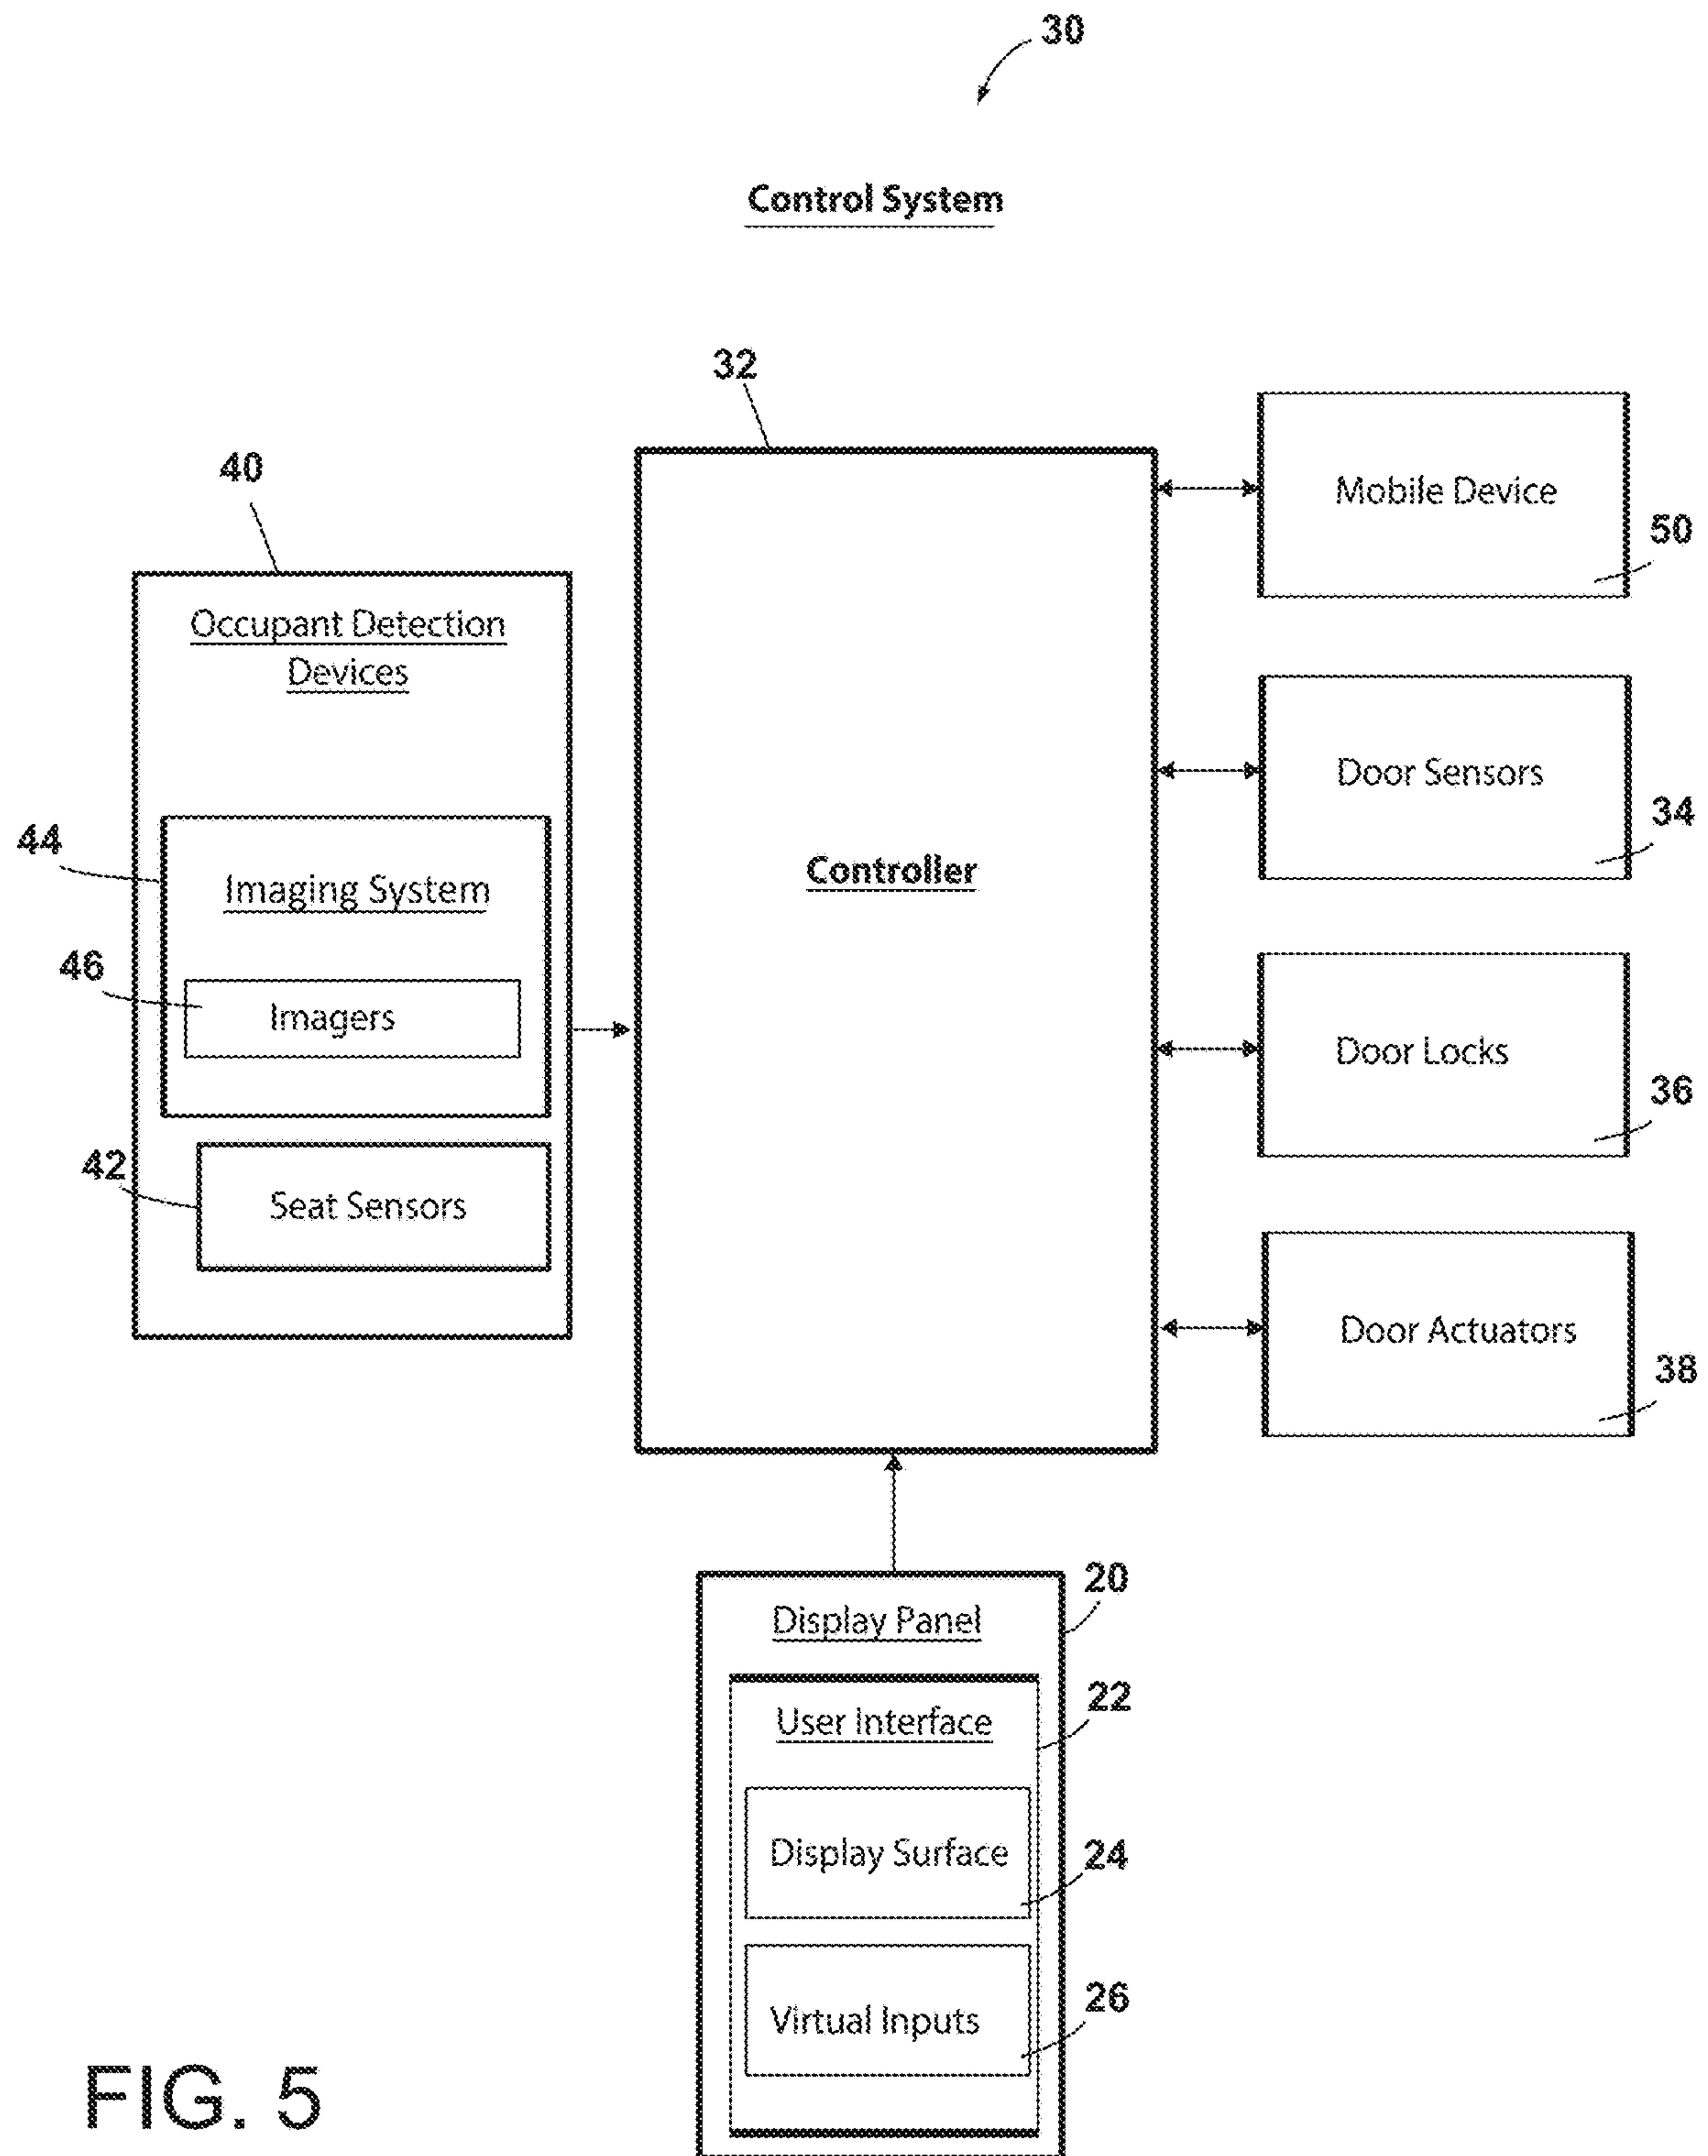 30
Control System
32
40
Occupant Detection
Devices
44
Imaging System
46
Imagers
42
Seat Sensors
Controller
Mobile Device
50
Door Sensors
34
Door Locks
36
Door Actuators
38
20
Display Panel
22
User Interface
Display Surface
24
Virtual Inputs
26
FIG. 5